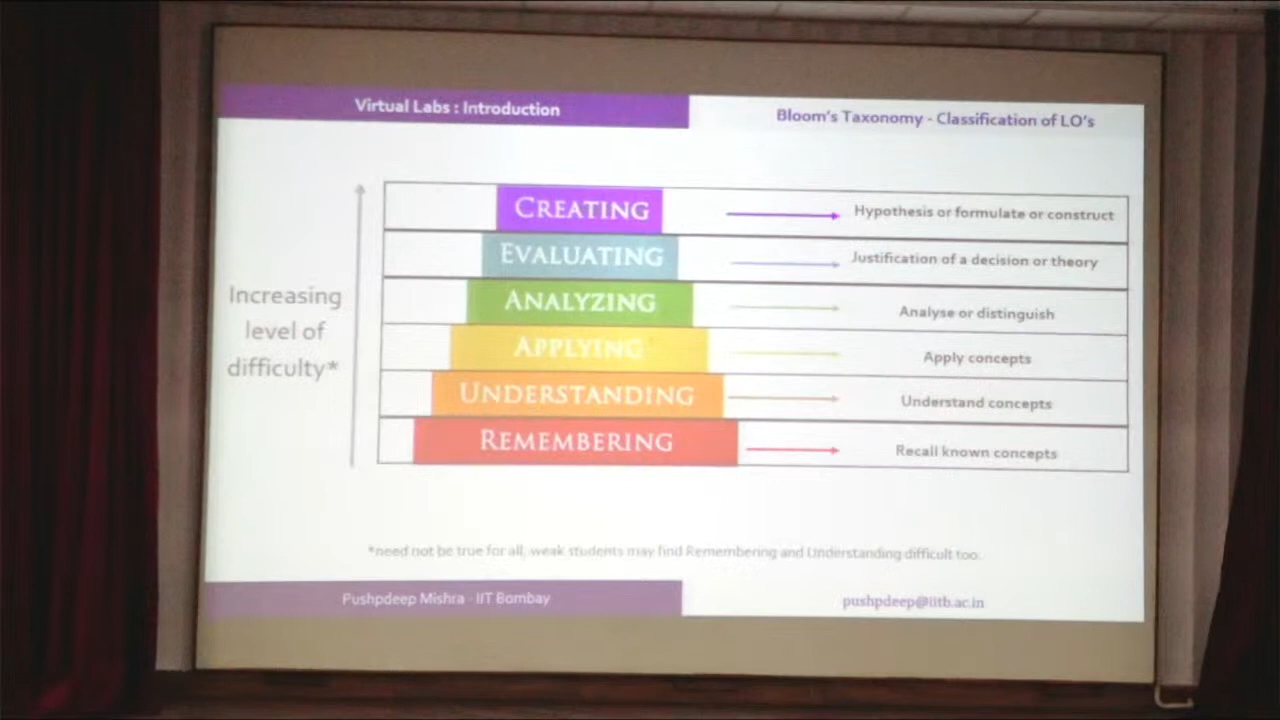 Virtual Labs : Introduction
Bloom's Taxonomy - Classification of LO's
CREATING
Hypothesis or formulate or construct
EVALUATING
Justification of a decision or theory
ANALYZING
Analyse or distinguish
APPLYING
Apply concepts
UNDERSTANDING
Understand concepts
REMEMBERING
Recall known concepts
Increasing
level of
difficulty*
*need not be true for all, weak students may find Remembering and Understanding difficult too.
Pushpdeep Mishra - IIT Bombay
pushpdeep@iitb.ac.in